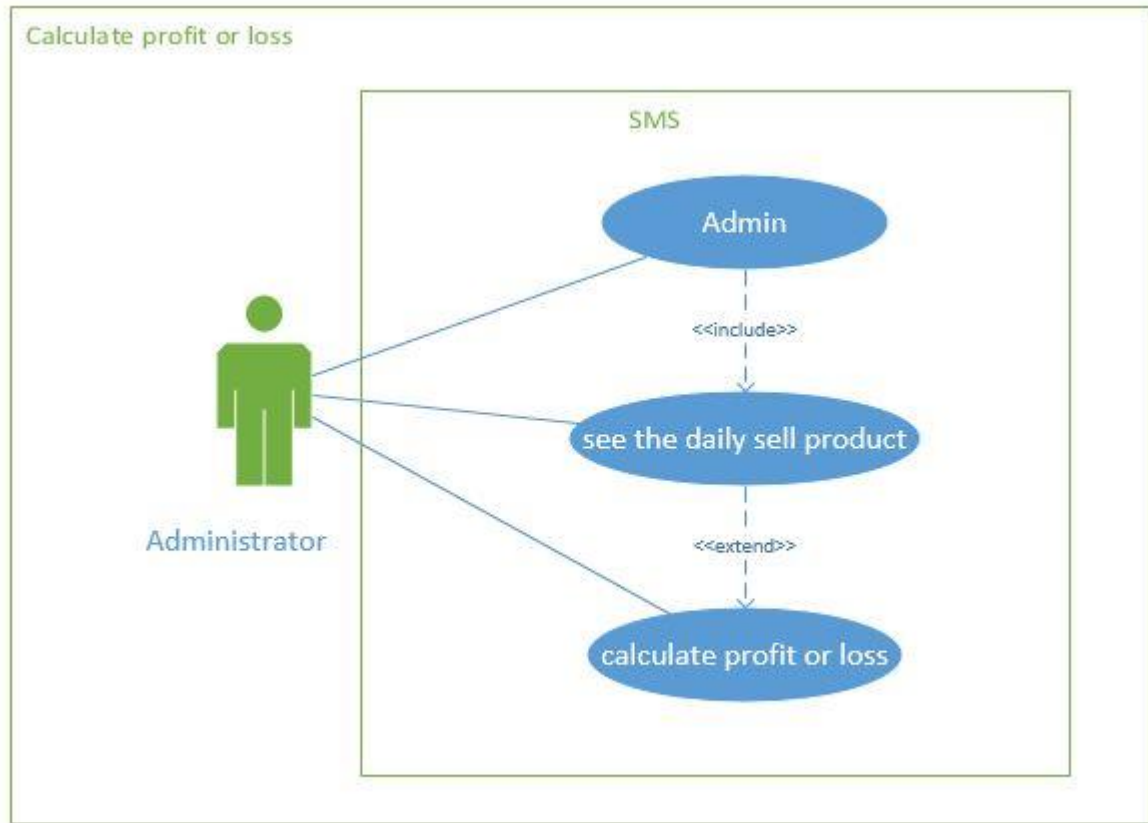 Calculate profit or loss
SMS
Admin
<<include>>
see the daily sell product
<<extend>>
Administrator
calculate profit or loss